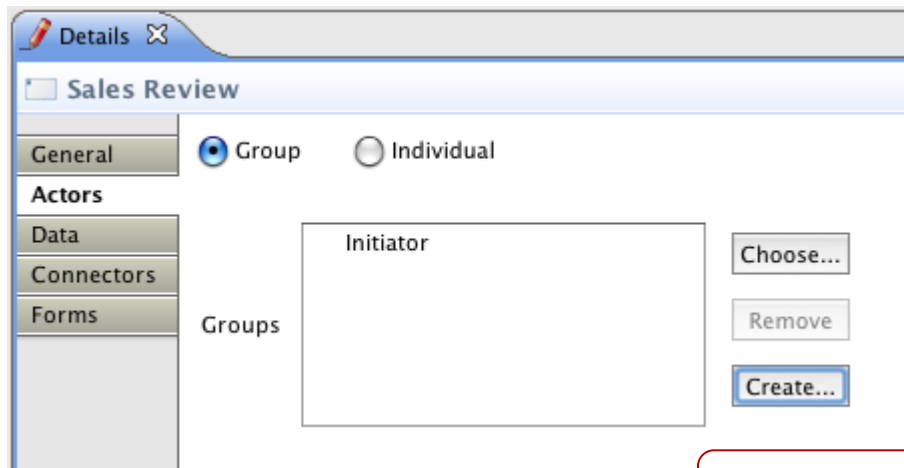 Details
Sales Review
General
Group Individual
Actors
Data
Initiator
Choose...
Connectors
Forms
Groups
Remove
Create...